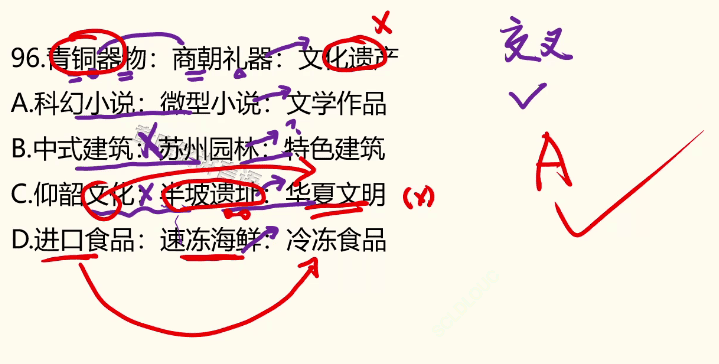 96.青铜器物：商朝礼器：文化遗产
交叉
A.科幻小说：微型小说：文学作品
B.中式建筑：苏州园林：特色建筑
C.仰韶文化：半坡遗址：华夏文明
(x)
A
D.进口食品：速冻海鲜：冷冻食品